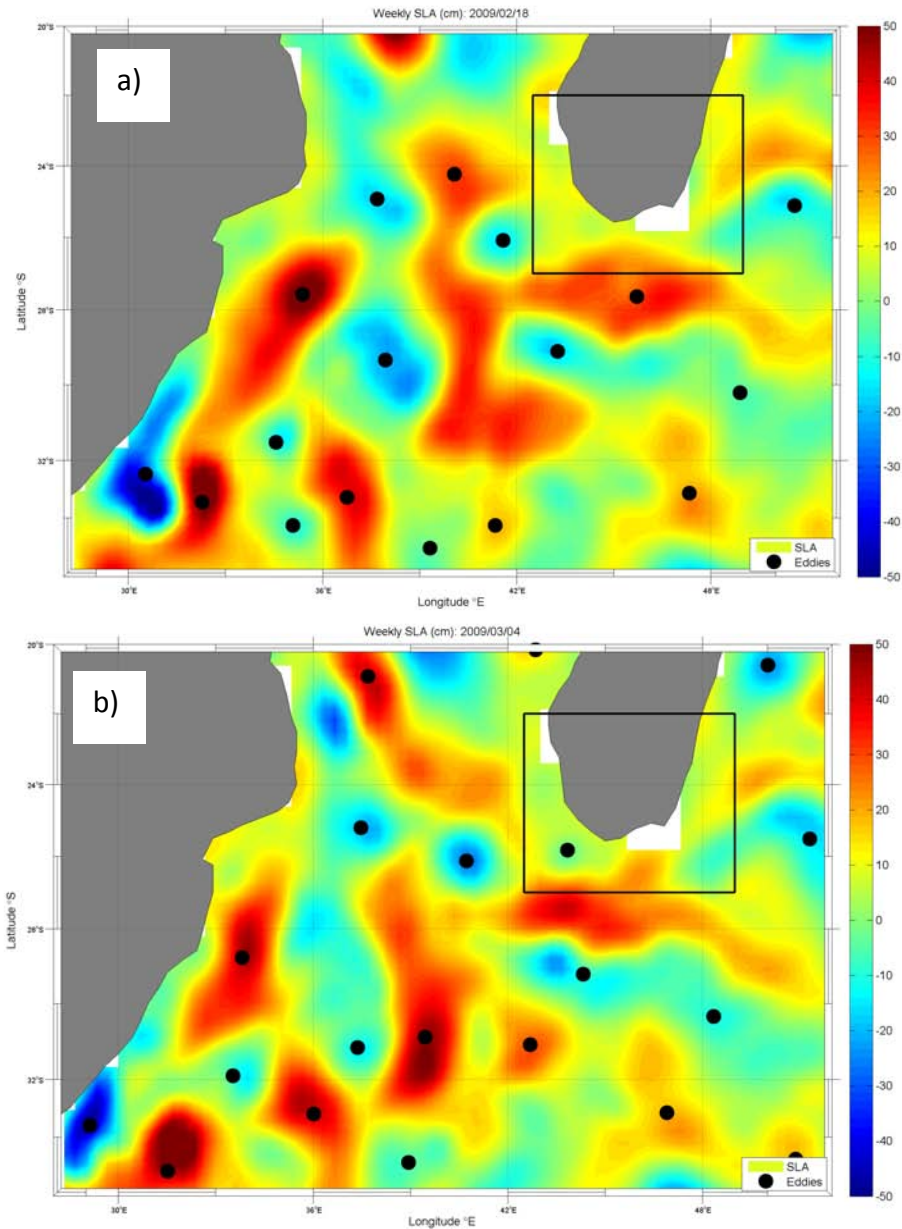 Weekly SLA (cm): 2009/02/18
a)
20°S
24°S
28°S
32°S
Latitude °S
30°E
36°E
42°E
48°E
Longitude °E
SLA
Eddies
50
40
30
20
10
0
-10
-20
-30
-40
-50
Weekly SLA (cm): 2009/03/04
b)
20°S
24°S
28°S
32°S
Latitude °S
30°E
36°E
42°E
48°E
Longitude °E
SLA
Eddies
50
40
30
20
10
0
-10
-20
-30
-40
-50